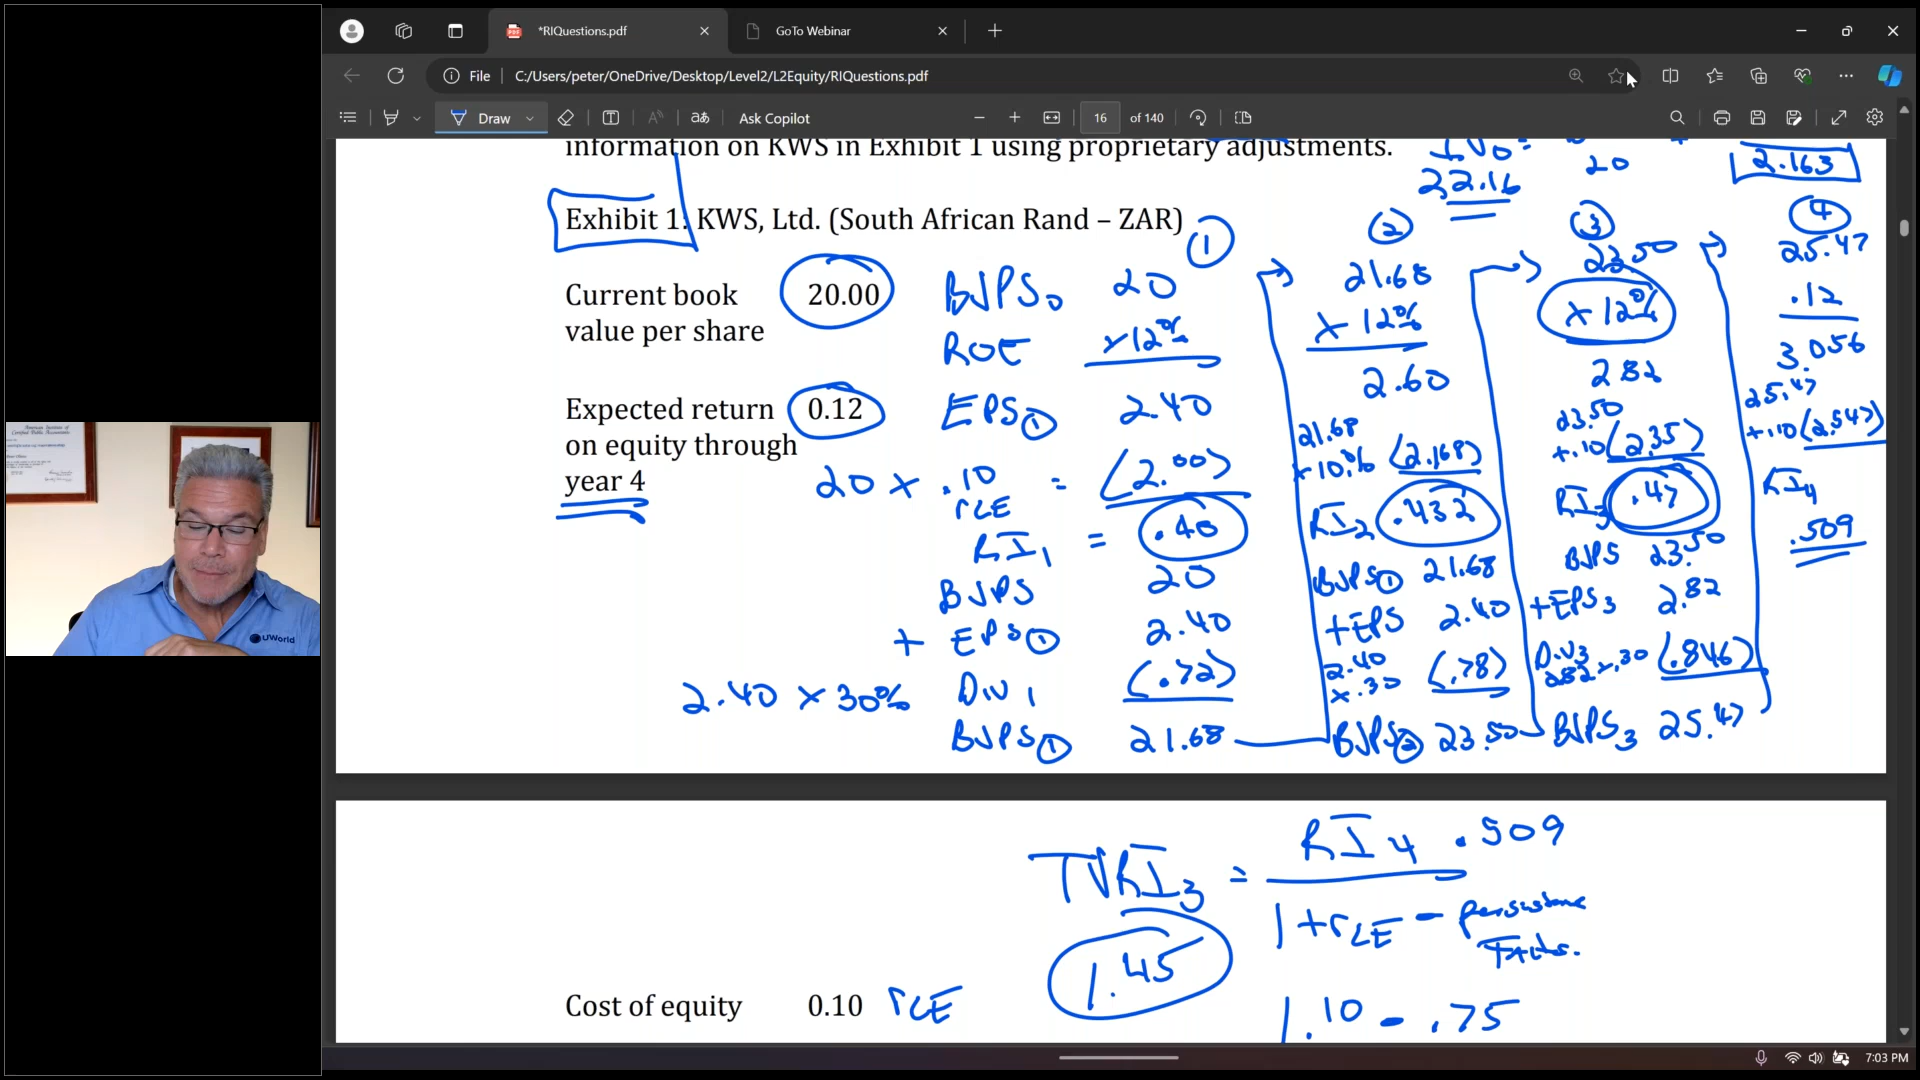 *RIQuestions.pdf
GoTo Webinar
File
C:/Users/peter/OneDrive/Desktop/Level2/L2Equity/RIQuestions.pdf
Draw
Ask Copilot
16 of 140
information on KWS in Exhibit 1 using proprietary adjustments.
22.16
20
2.163
Exhibit 1: KWS, Ltd. (South African Rand – ZAR)
Current book
value per share
20.00
Expected return
on equity through
year 4
0.12
1
BVPS0 20
ROE x12%
EPS1 2.40
20 x .10 = (2.00)
rCE
RI1 = .40
BVPS 20
+ EPS1 2.40
2.40 x 30% DIV1 (.72)
BVPS1 21.68
2
21.68
x 12%
2.60
21.68
x10% (2.168)
RI2 .432
BVPS1 21.68
+EPS 2.40
2.40
x.30 (.78)
BVPS2 23.50
3
23.50
x 12%
282
23.50
x.10 (2.35)
RI3 .47
BVPS 23.50
+EPS3 2.82
Div3
282 x.30 (.846)
BVPS3 25.47
4
25.47
.12
3.056
25.47
x.10 (2.547)
RI4
.509
TVRI3 = RI4 .509
1+rCE - persistence
1.45
1.10 - .75
Cost of equity 0.10 rCE
UWorld
7:03 PM